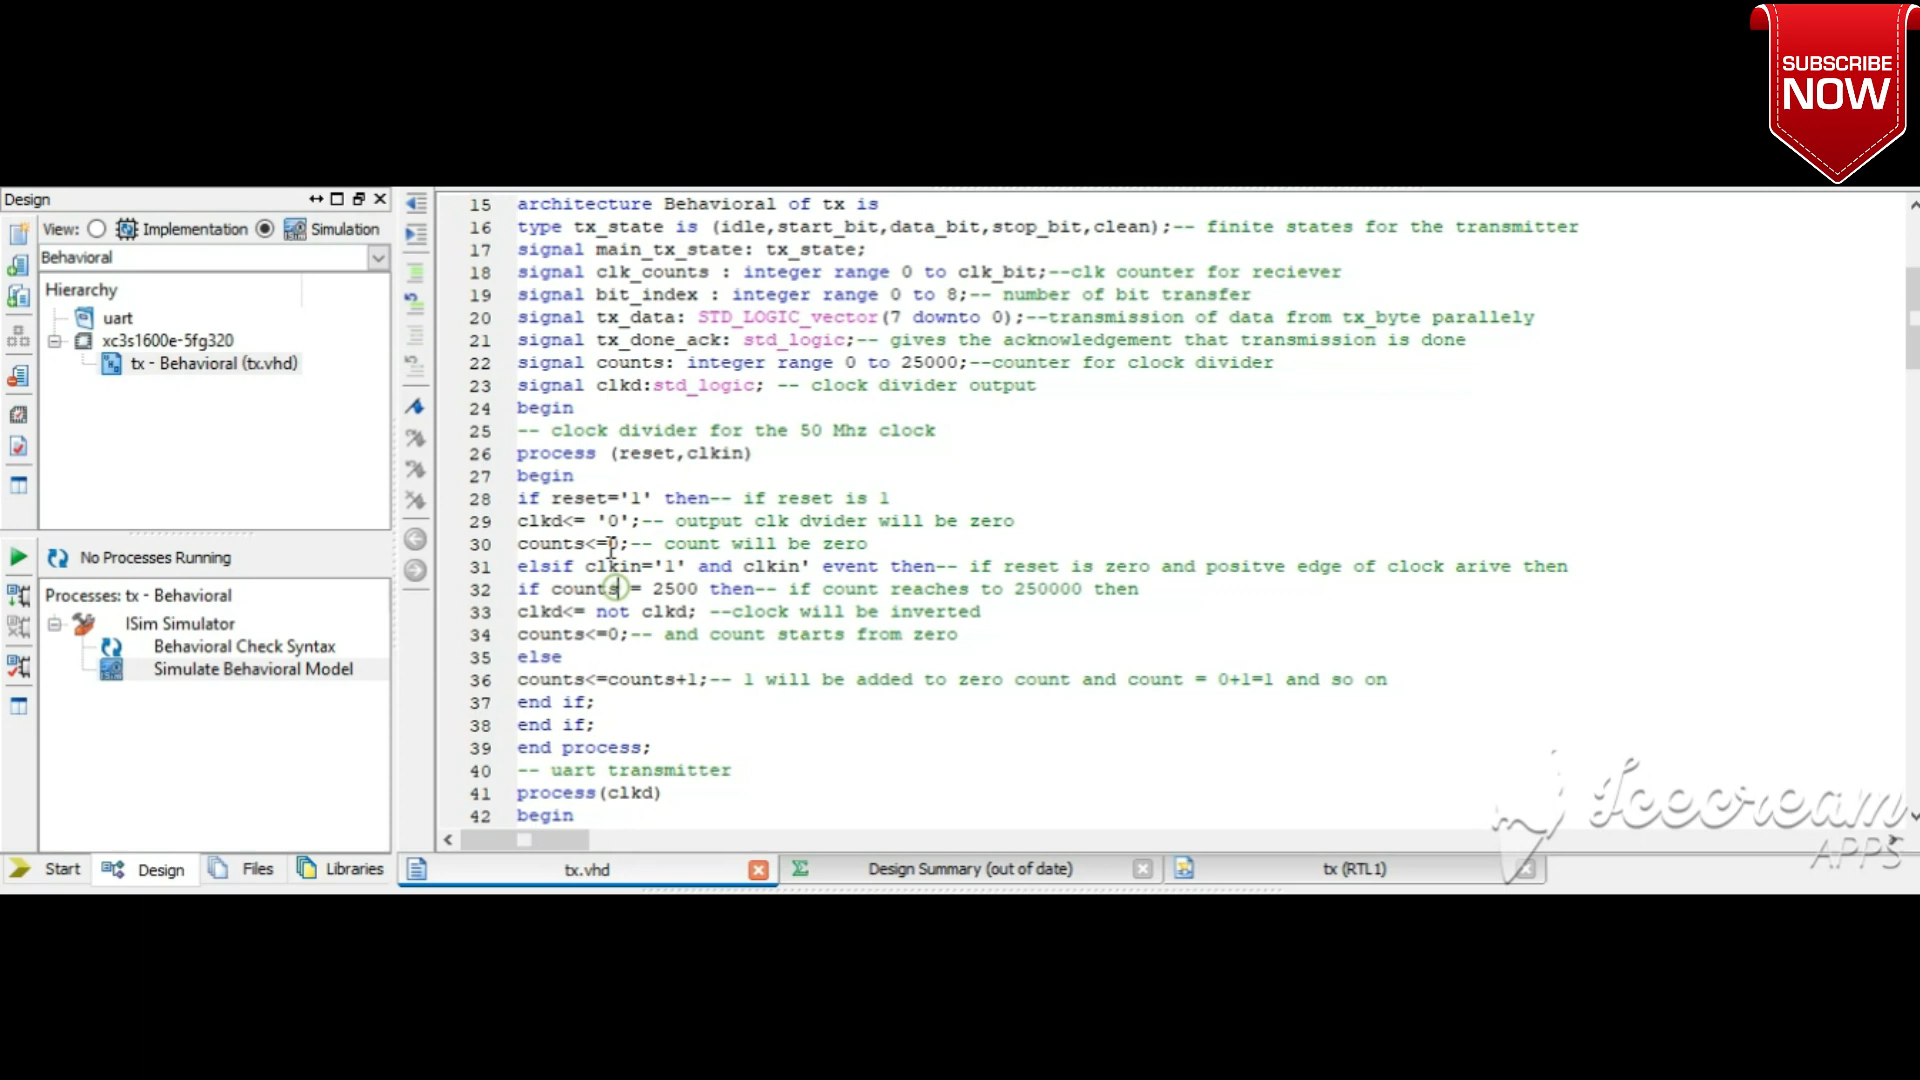 SUBSCRIBE
NOW
Design
View: Implementation Simulation
Behavioral
Hierarchy
uart
xc3s1600e-5fg320
tx - Behavioral (tx.vhd)
No Processes Running
Processes: tx - Behavioral
ISim Simulator
Behavioral Check Syntax
Simulate Behavioral Model
Start Design Files Libraries
15 architecture Behavioral of tx is
16 type tx_state is (idle,start_bit,data_bit,stop_bit,clean);-- finite states for the transmitter
17 signal main_tx_state: tx_state;
18 signal clk_counts : integer range 0 to clk_bit;--clk counter for reciever
19 signal bit_index : integer range 0 to 8;-- number of bit transfer
20 signal tx_data: STD_LOGIC_vector(7 downto 0);--transmission of data from tx_byte parallely
21 signal tx_done_ack: std_logic;-- gives the acknowledgement that transmission is done
22 signal counts: integer range 0 to 25000;--counter for clock divider
23 signal clkd:std_logic; -- clock divider output
24 begin
25 -- clock divider for the 50 Mhz clock
26 process (reset,clkin)
27 begin
28 if reset='1' then-- if reset is 1
29 clkd<= '0';-- output clk dvider will be zero
30 counts<=0;-- count will be zero
31 elsif clkin='1' and clkin' event then-- if reset is zero and positve edge of clock arive then
32 if counts = 2500 then-- if count reaches to 250000 then
33 clkd<= not clkd; --clock will be inverted
34 counts<=0;-- and count starts from zero
35 else
36 counts<=counts+1;-- 1 will be added to zero count and count = 0+1=1 and so on
37 end if;
38 end if;
39 end process;
40 -- uart transmitter
41 process(clkd)
42 begin
tx.vhd Design Summary (out of date) tx (RTL1)
Icecream
APPS